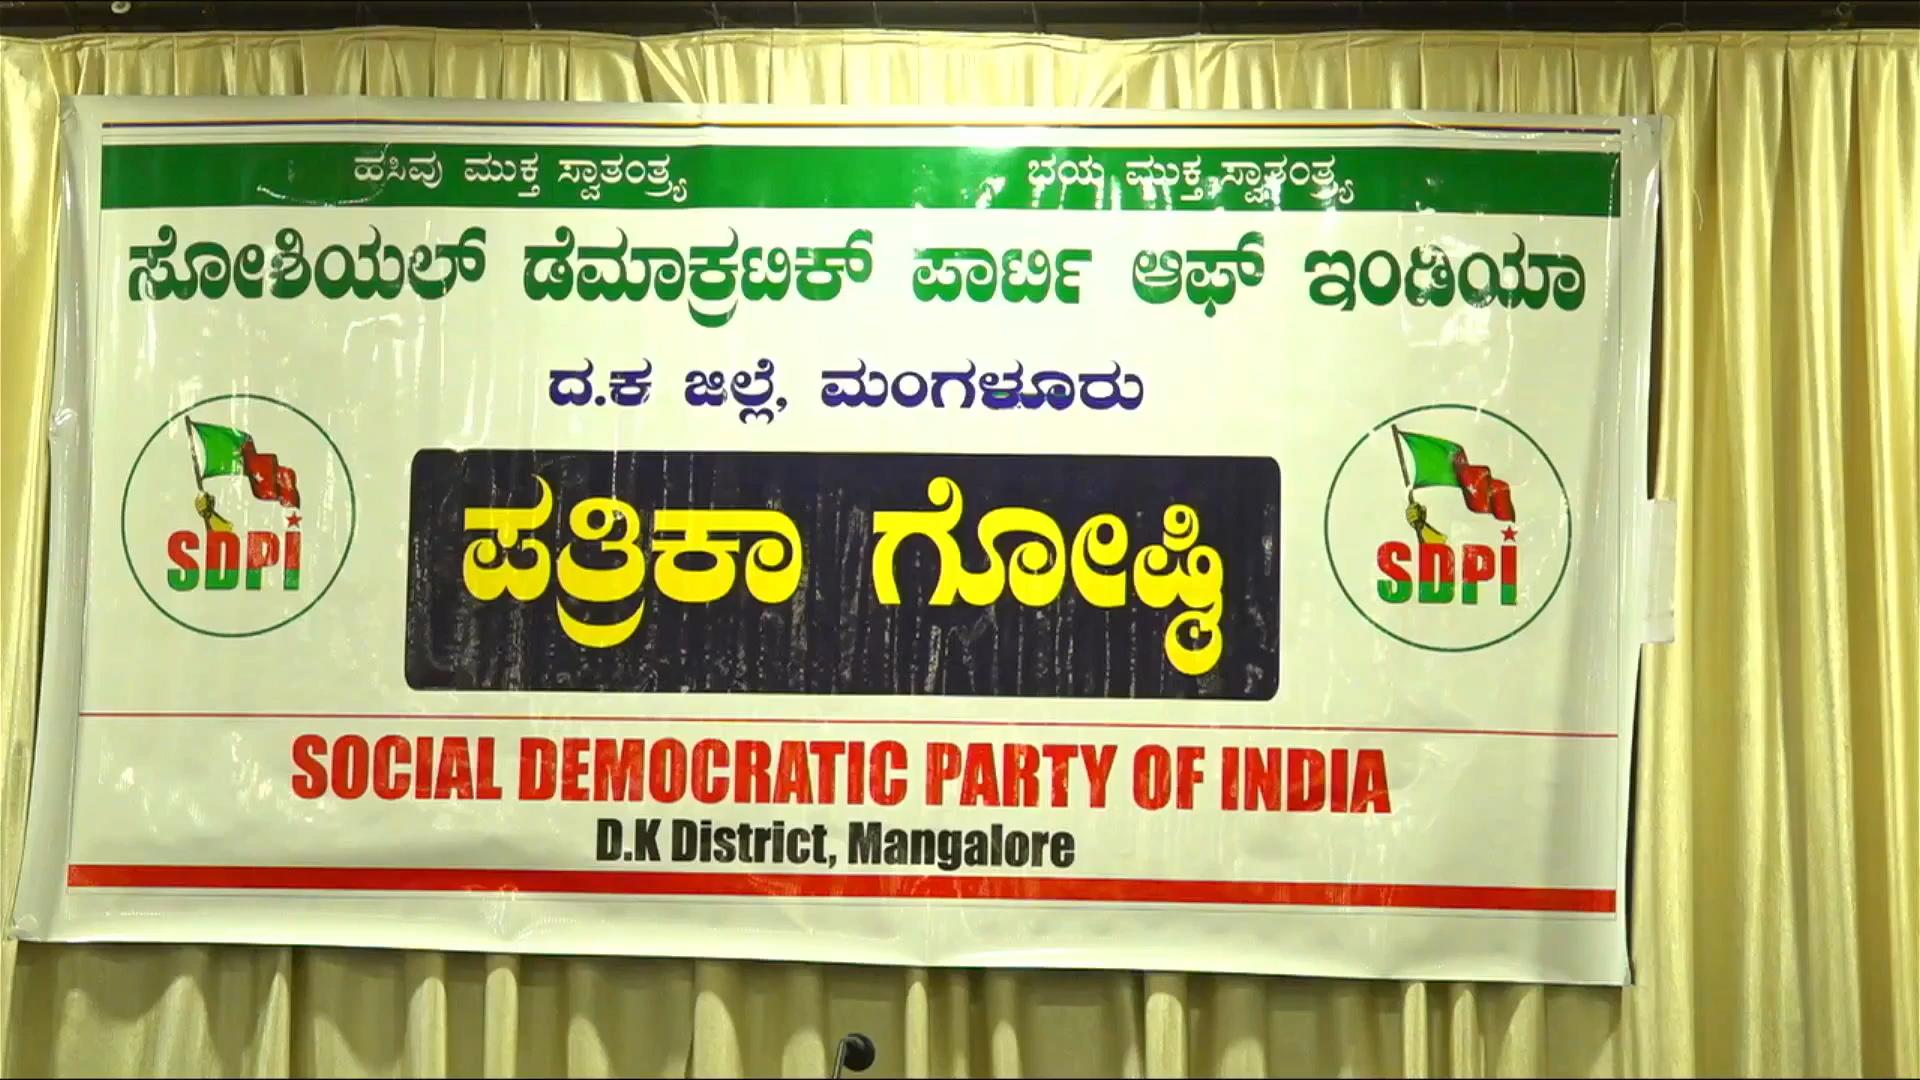 ಹಸಿವು ಮುಕ್ತ ಸ್ವಾತಂತ್ರ್ಯ ಭಯ ಮುಕ್ತ ಸ್ವಾತಂತ್ರ್ಯ
ಸೋಶಿಯಲ್ ಡೆಮಾಕ್ರಟಿಕ್ ಪಾರ್ಟಿ ಆಫ್ ಇಂಡಿಯಾ
ದ.ಕ ಜಿಲ್ಲೆ, ಮಂಗಳೂರು
ಪತ್ರಿಕಾ ಗೋಷ್ಠಿ
SDPI SDPI
SOCIAL DEMOCRATIC PARTY OF INDIA
D.K District, Mangalore